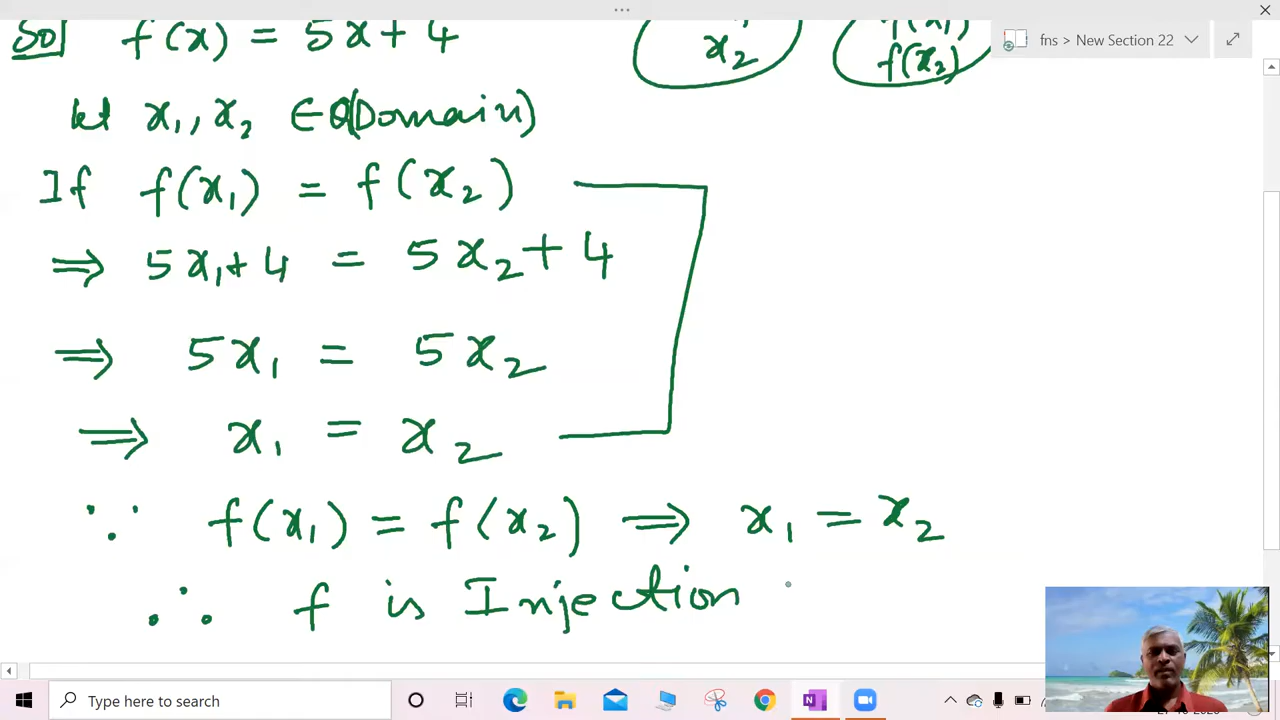 fns > New Section 22
Sol f(x) = 5x+4
x₂
f(x₂)
let x₁, x₂ ∈ Q(Domain)
If f(x₁) = f(x₂)
⇒ 5x₁+4 = 5x₂+4
⇒ 5x₁ = 5x₂
⇒ x₁ = x₂
∵ f(x₁) = f(x₂) ⇒ x₁ = x₂
∴ f is Injection
Type here to search